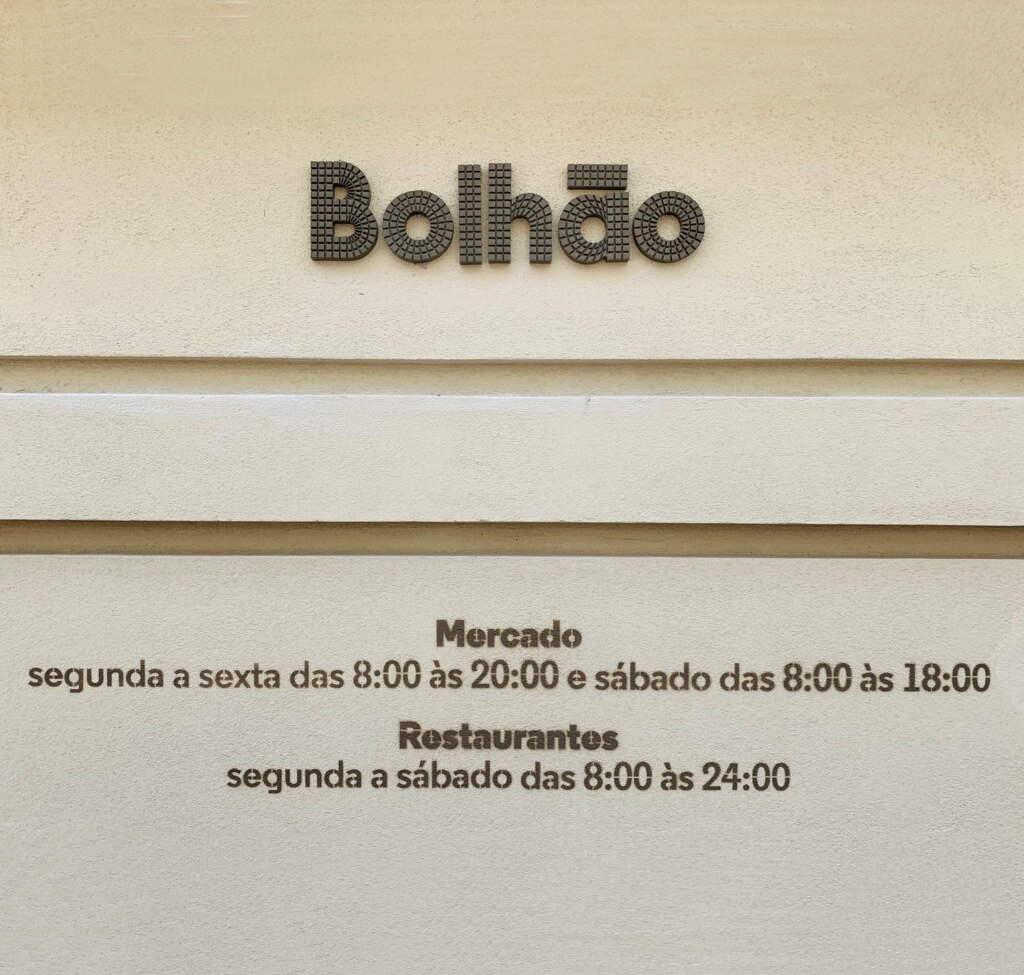 Bolhão
Mercado
segunda a sexta das 8:00 às 20:00 e sábado das 8:00 às 18:00
Restaurantes
segunda a sábado das 8:00 às 24:00